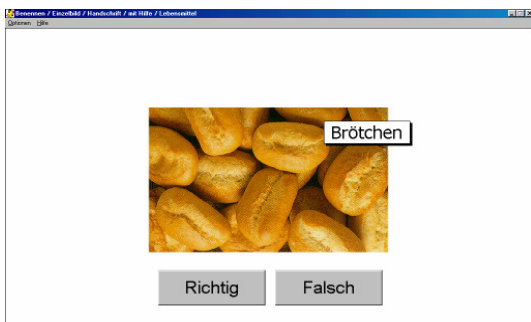 Benennen / Einzelbild / Handschrift / mit Hilfe / Lebensmittel
Optionen Hilfe
Brötchen
Richtig Falsch